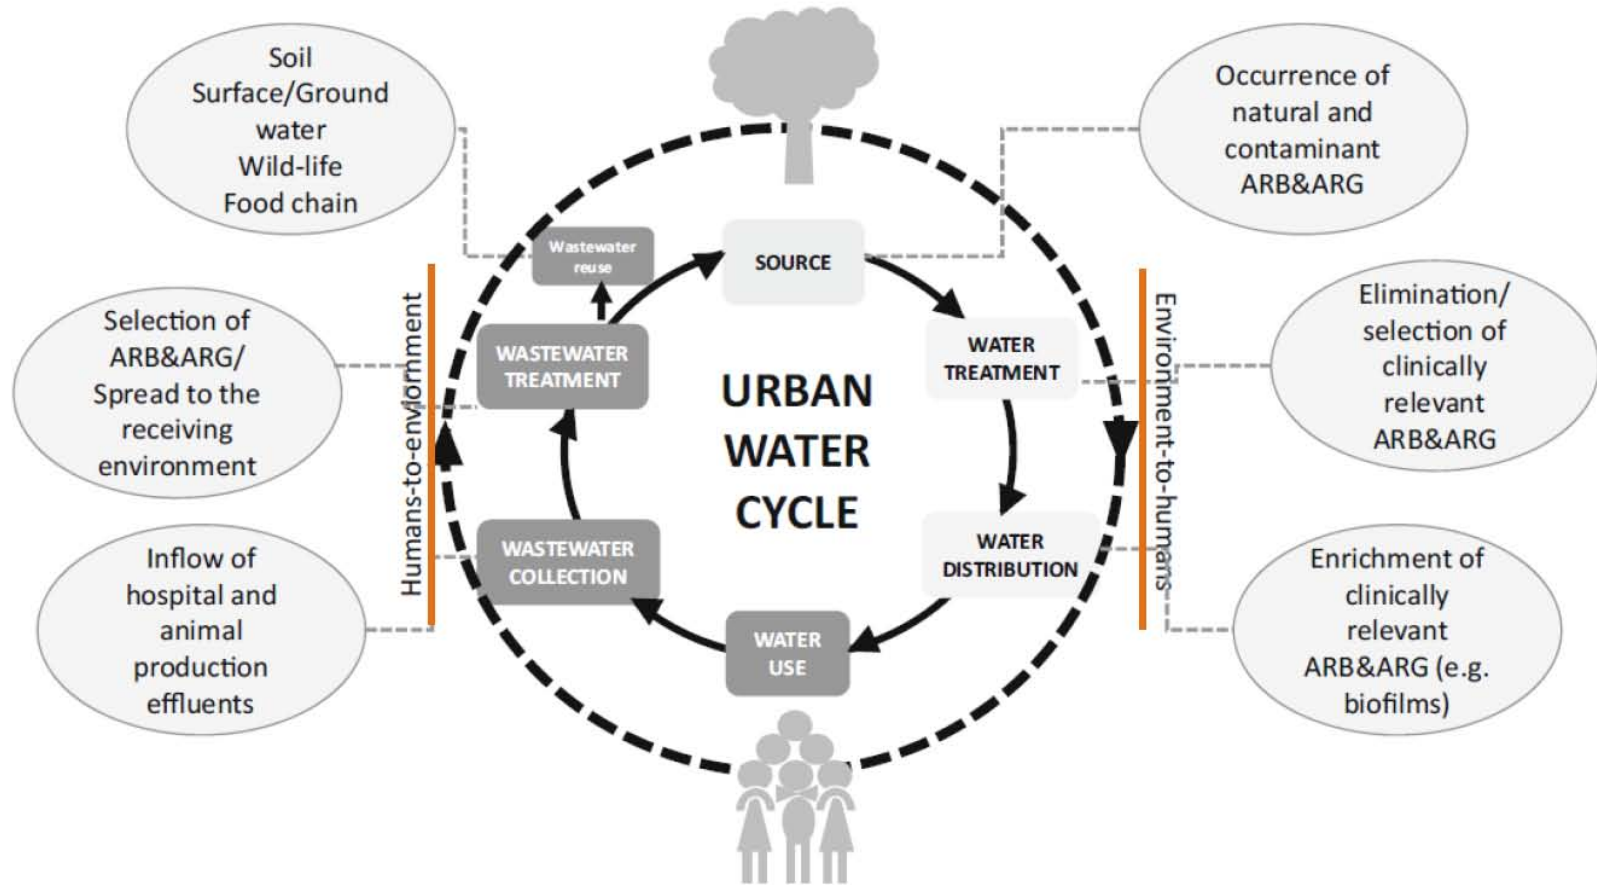 Soil
Surface/Ground
water
Wild-life
Food chain
Occurrence of
natural and
contaminant
ARB&ARG
Wastewater
reuse
SOURCE
Selection of
ARB&ARG/
Spread to the
receiving
environment
Humans-to-enviornment
WASTEWATER
TREATMENT
URBAN
WATER
CYCLE
WATER
TREATMENT
Environment-to-humans
Elimination/
selection of
clinically
relevant
ARB&ARG
Inflow of
hospital and
animal
production
effluents
WASTEWATER
COLLECTION
WATER
USE
WATER
DISTRIBUTION
Enrichment of
clinically
relevant
ARB&ARG (e.g.
biofilms)